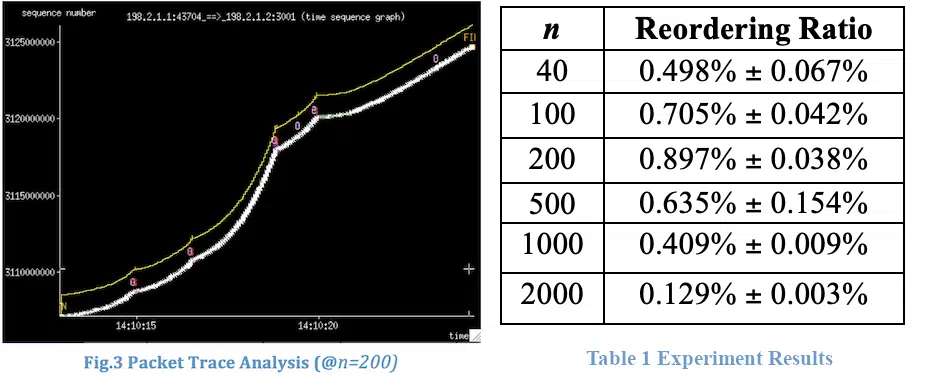 sequence number
198.2.1.1:43704_==>_198.2.1.2:3001 (time sequence graph)
3125000000
3120000000
3115000000
3110000000
FI
O
O
14:10:15
14:10:20
time
Fig.3 Packet Trace Analysis (@n=200)
n Reordering Ratio
40 0.498% ± 0.067%
100 0.705% ± 0.042%
200 0.897% ± 0.038%
500 0.635% ± 0.154%
1000 0.409% ± 0.009%
2000 0.129% ± 0.003%
Table 1 Experiment Results